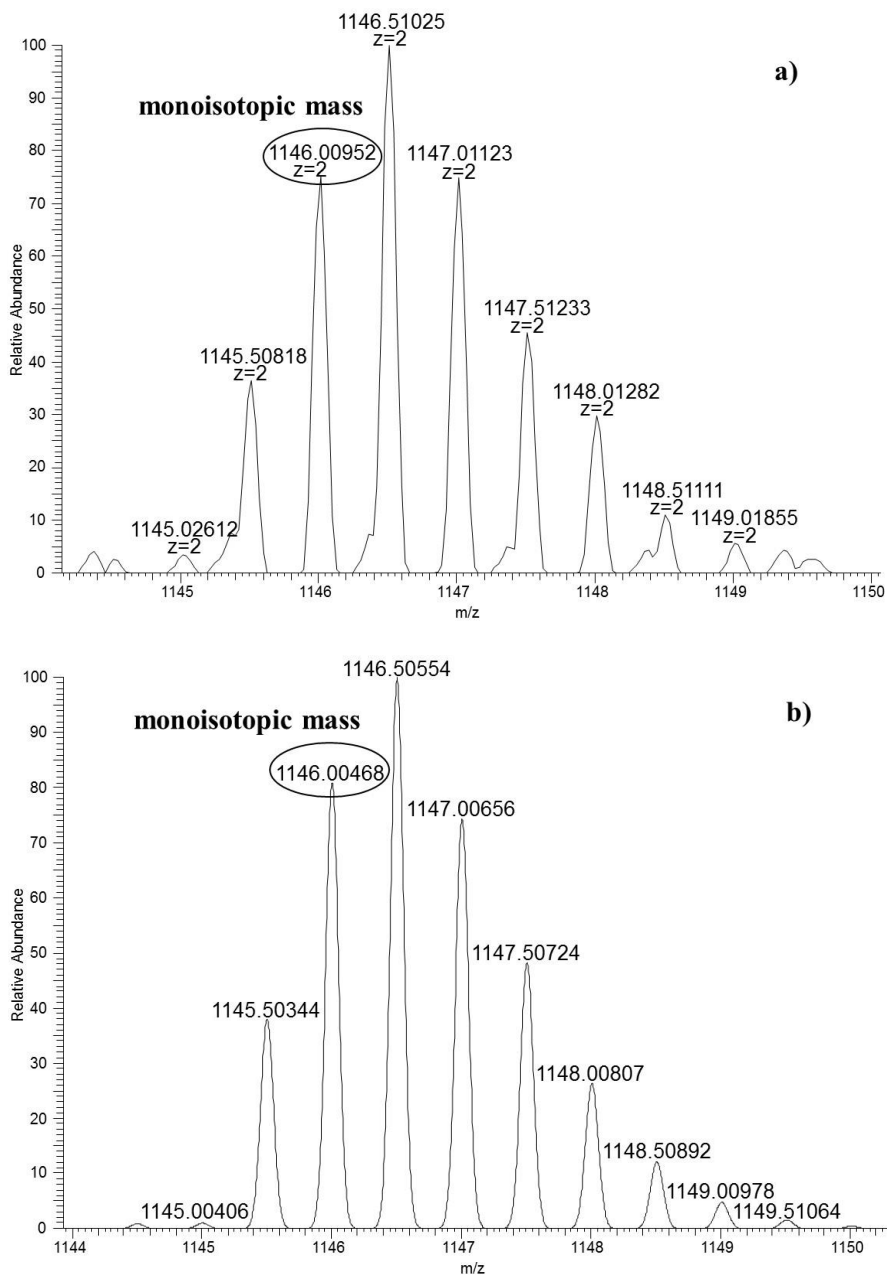 1146.51025
z=2
100
a)
90
monoisotopic mass
80
1146.00952
z=2
1147.01123
z=2
70
60
Relative Abundance
50
1147.51233
z=2
40
1145.50818
z=2
1148.01282
z=2
30
20
1148.51111
z=2
10
1145.02612
z=2
1149.01855
z=2
0
1145 1146 1147 1148 1149 1150
m/z
1146.50554
100
b)
monoisotopic mass
90
1146.00468
80
1147.00656
70
60
Relative Abundance
50
1147.50724
40
1145.50344
30
1148.00807
20
1148.50892
10
1149.00978
1145.00406
1149.51064
0
1144 1145 1146 1147 1148 1149 1150
m/z